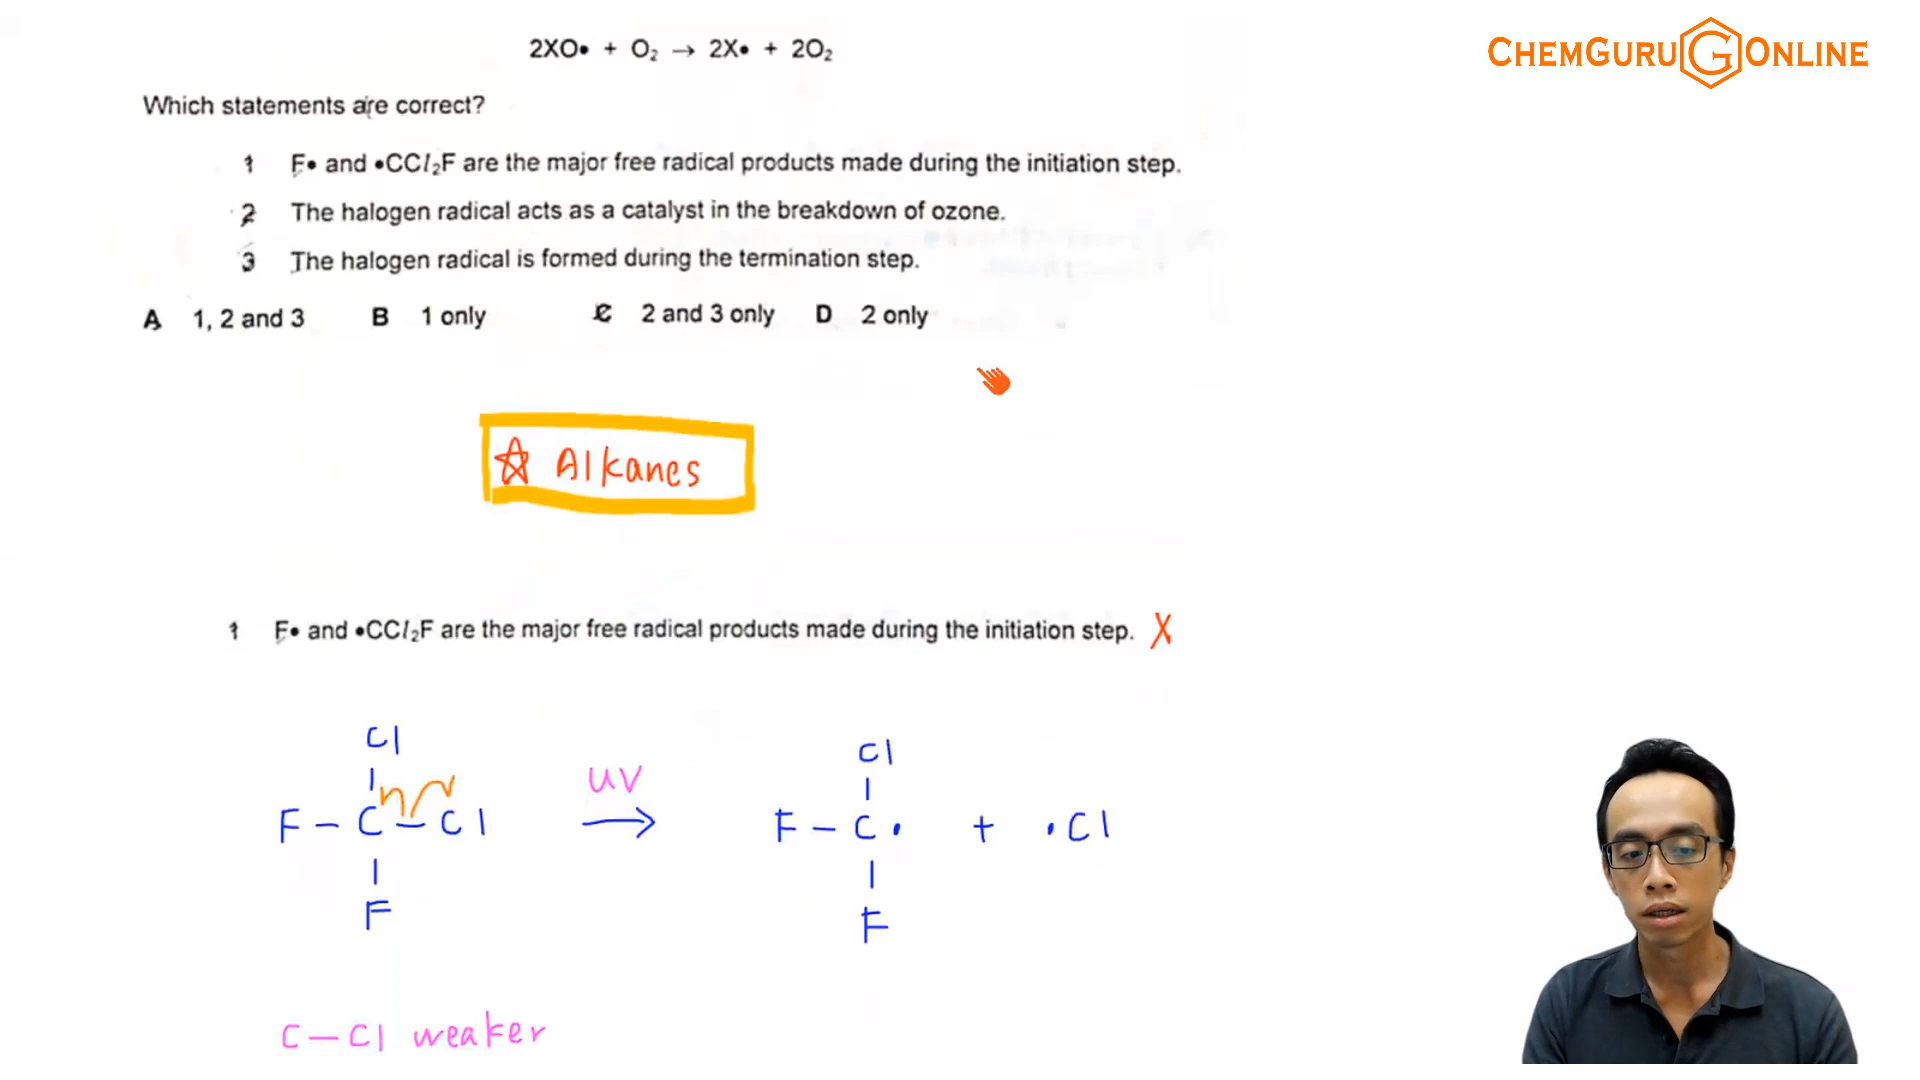 2XO• + O₂ → 2X• + 2O₂
CHEMGURU G ONLINE
Which statements are correct?
1 F• and •CCl₂F are the major free radical products made during the initiation step.
2 The halogen radical acts as a catalyst in the breakdown of ozone.
3 The halogen radical is formed during the termination step.
A 1, 2 and 3 B 1 only C 2 and 3 only D 2 only
☆ Alkanes
1 F• and •CCl₂F are the major free radical products made during the initiation step. X
Cl
Cl
uv
F – C – Cl → F – C • + • Cl
F
F
C – Cl weaker